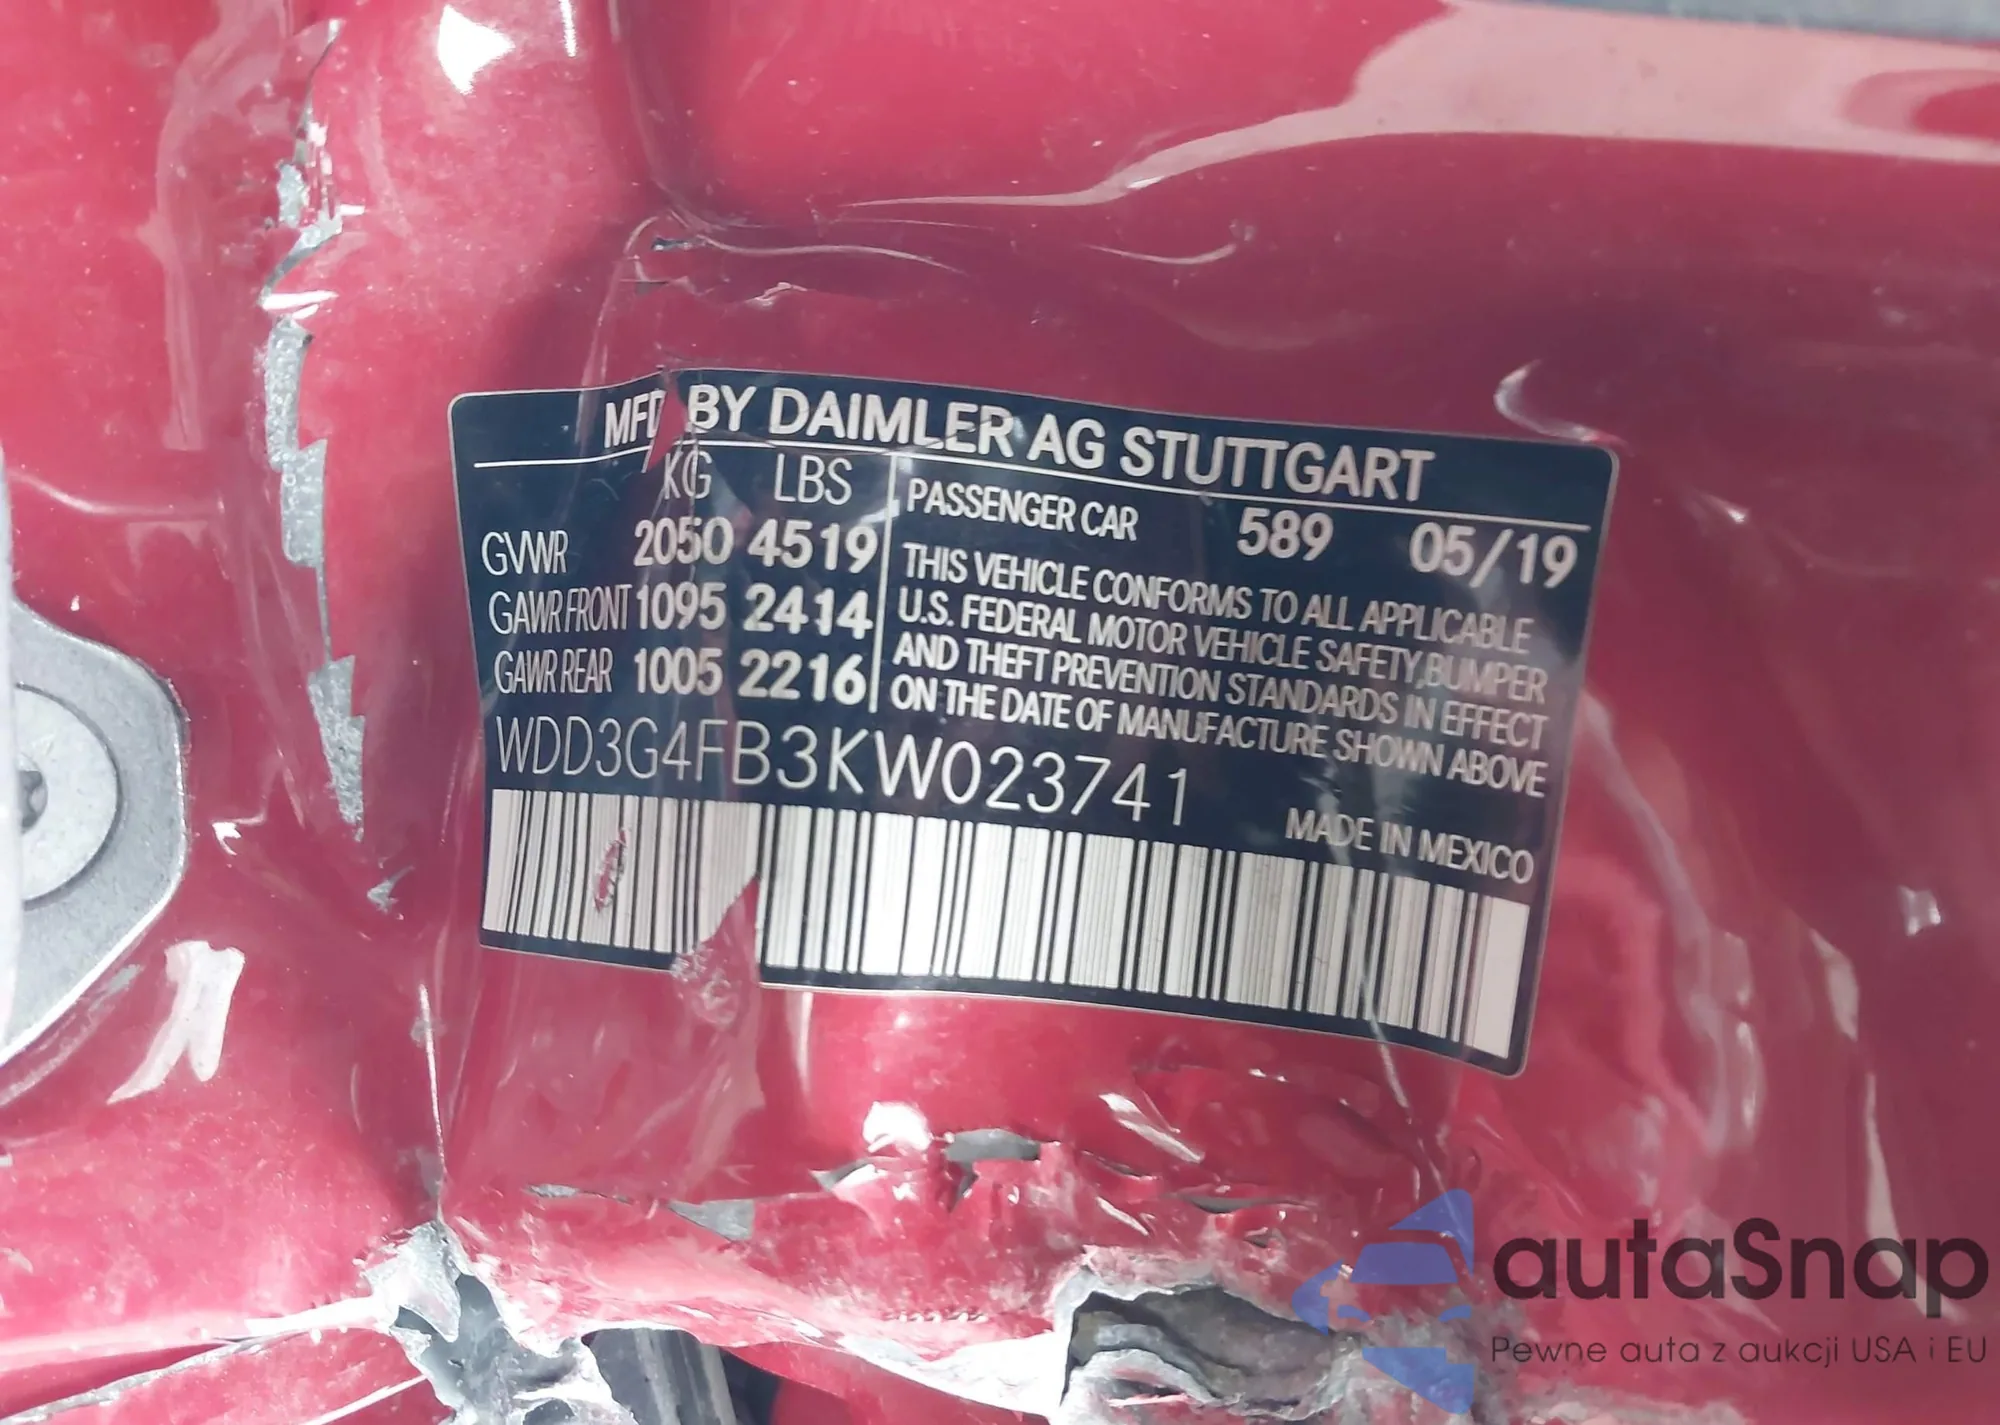 MFD BY DAIMLER AG STUTTGART
KG LBS
GVWR 2050 4519
GAWR FRONT 1095 2414
GAWR REAR 1005 2216
PASSENGER CAR 589 05/19
THIS VEHICLE CONFORMS TO ALL APPLICABLE
U.S. FEDERAL MOTOR VEHICLE SAFETY,BUMPER
AND THEFT PREVENTION STANDARDS IN EFFECT
ON THE DATE OF MANUFACTURE SHOWN ABOVE
WDD3G4FB3KW023741
MADE IN MEXICO
autaSnap
Pewne auta z aukcji USA i EU